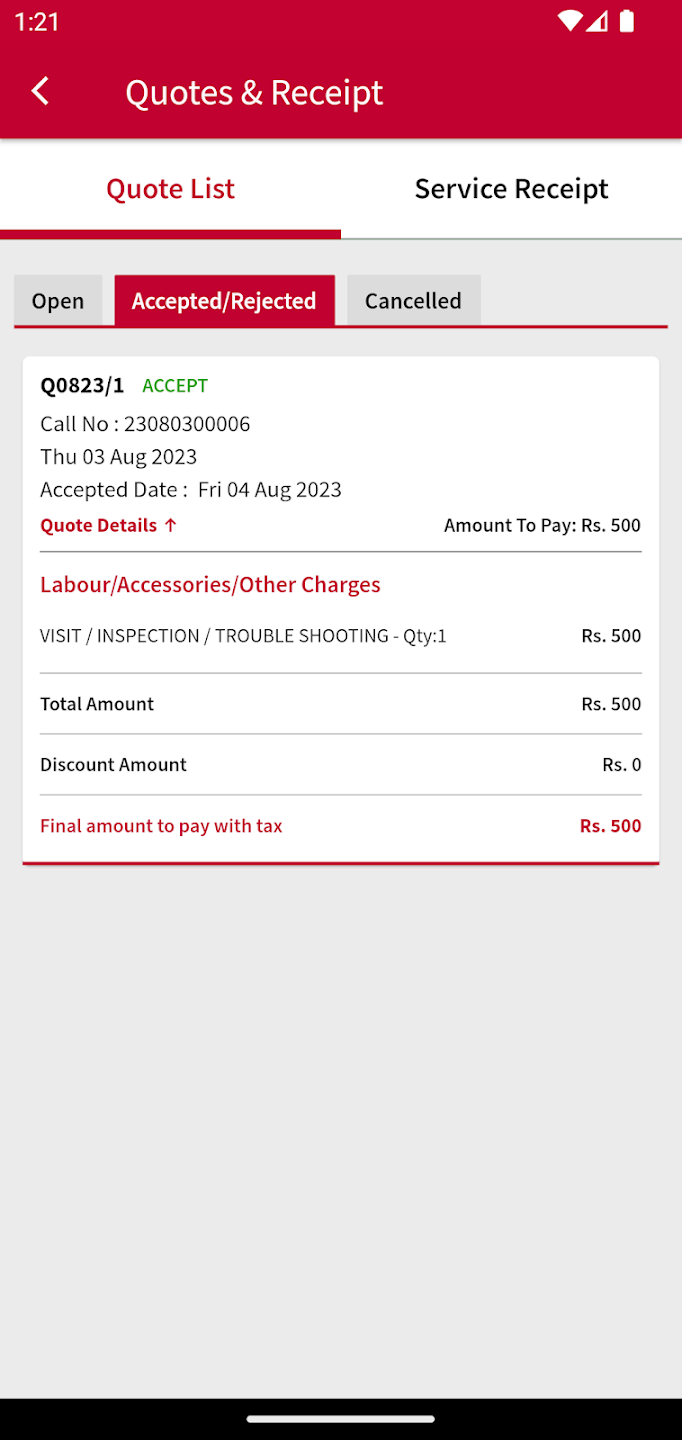 1:21
Quotes & Receipt
Quote List Service Receipt
Open Accepted/Rejected Cancelled
Q0823/1 ACCEPT
Call No : 23080300006
Thu 03 Aug 2023
Accepted Date : Fri 04 Aug 2023
Quote Details ↑ Amount To Pay: Rs. 500
Labour/Accessories/Other Charges
VISIT / INSPECTION / TROUBLE SHOOTING - Qty:1 Rs. 500
Total Amount Rs. 500
Discount Amount Rs. 0
Final amount to pay with tax Rs. 500